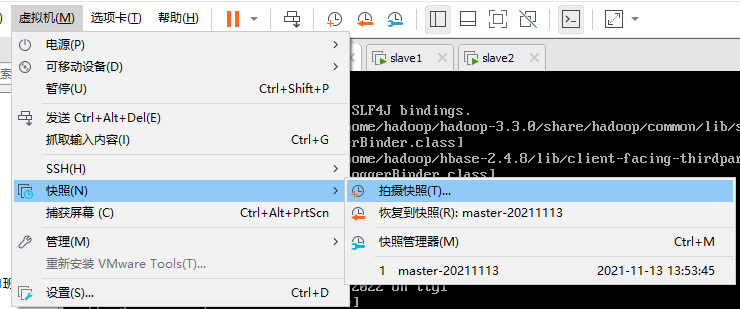 虚拟机(M) 选项卡(T) 帮助(H)
slave1 slave2
电源(P)
可移动设备(D)
暂停(U) Ctrl+Shift+P
发送 Ctrl+Alt+Del(E)
抓取输入内容(I) Ctrl+G
SSH(H)
快照(N)
捕获屏幕 (C) Ctrl+Alt+PrtScn
管理(M)
重新安装 VMware Tools(T)...
设置(S)... Ctrl+D
拍摄快照(T)...
恢复到快照(R): master-20211113
快照管理器(M) Ctrl+M
1 master-20211113 2021-11-13 13:53:45
SLF4J bindings.
ome/hadoop/hadoop-3.3.0/share/hadoop/common/lib/s
erBinder.class]
ome/hadoop/hbase-2.4.8/lib/client-facing-thirdpar
oggerBinder.class]
2022 on tty1